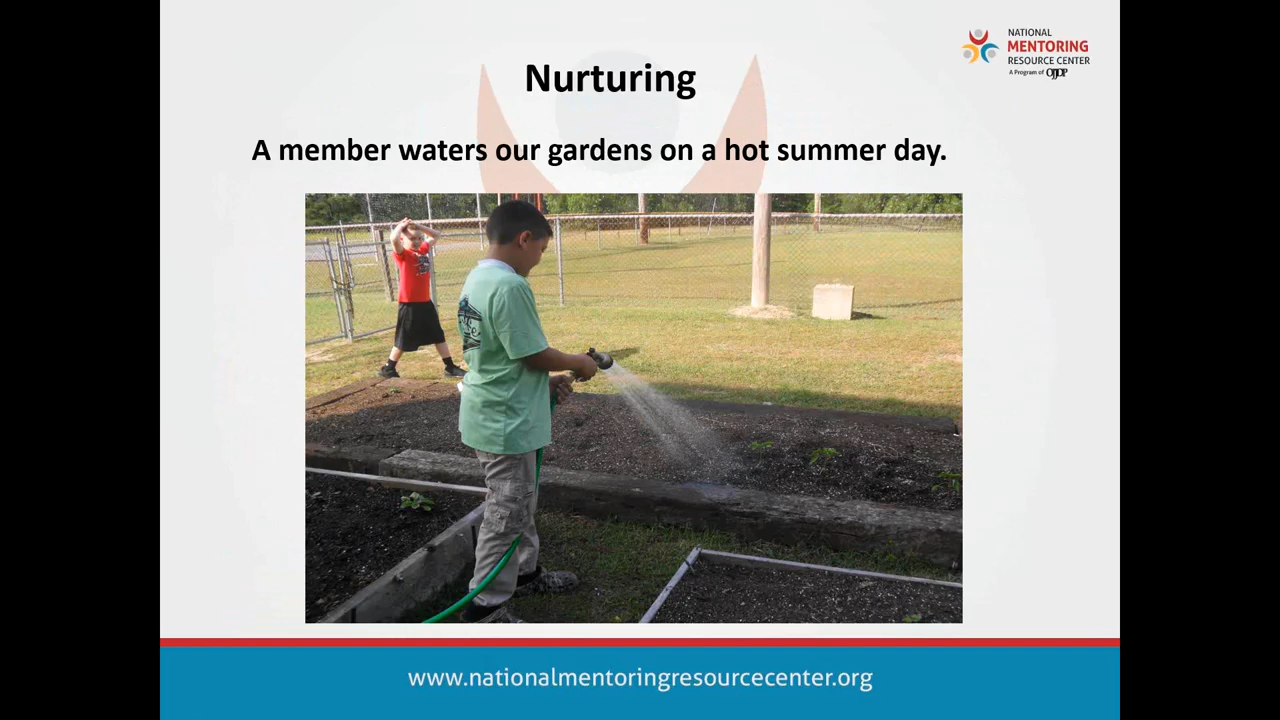 NATIONAL
MENTORING
RESOURCE CENTER
A Program of OJJDP
Nurturing
A member waters our gardens on a hot summer day.
www.nationalmentoringresourcecenter.org